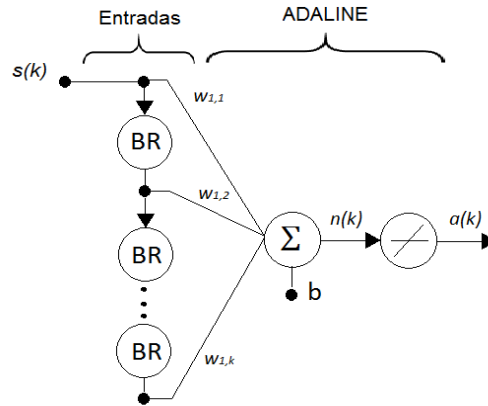 Entradas
ADALINE
s(k)
w1,1
BR
w1,2
n(k)
a(k)
Σ
BR
b
BR
w1,k